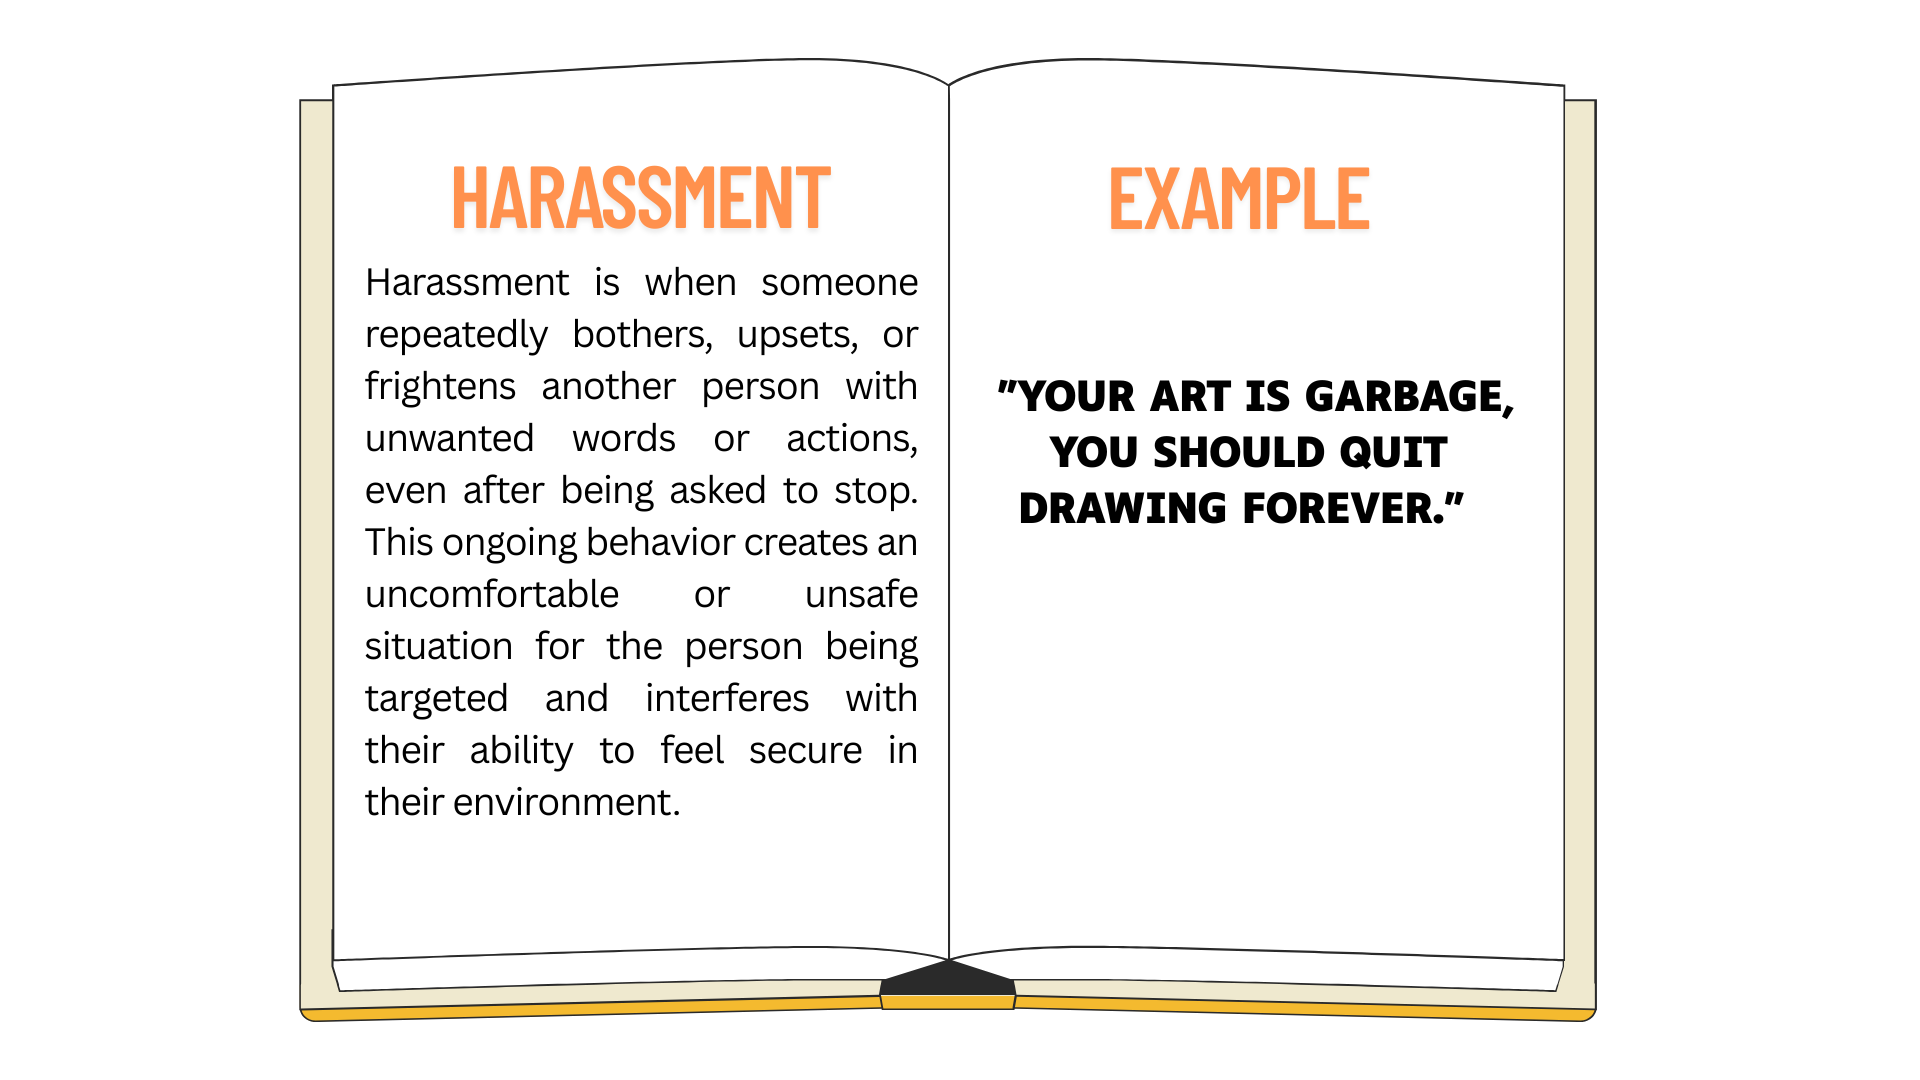 HARASSMENT
Harassment is when someone
repeatedly bothers, upsets, or
frightens another person with
unwanted words or actions,
even after being asked to stop.
This ongoing behavior creates an
uncomfortable or unsafe
situation for the person being
targeted and interferes with
their ability to feel secure in
their environment.
EXAMPLE
"YOUR ART IS GARBAGE,
YOU SHOULD QUIT
DRAWING FOREVER."